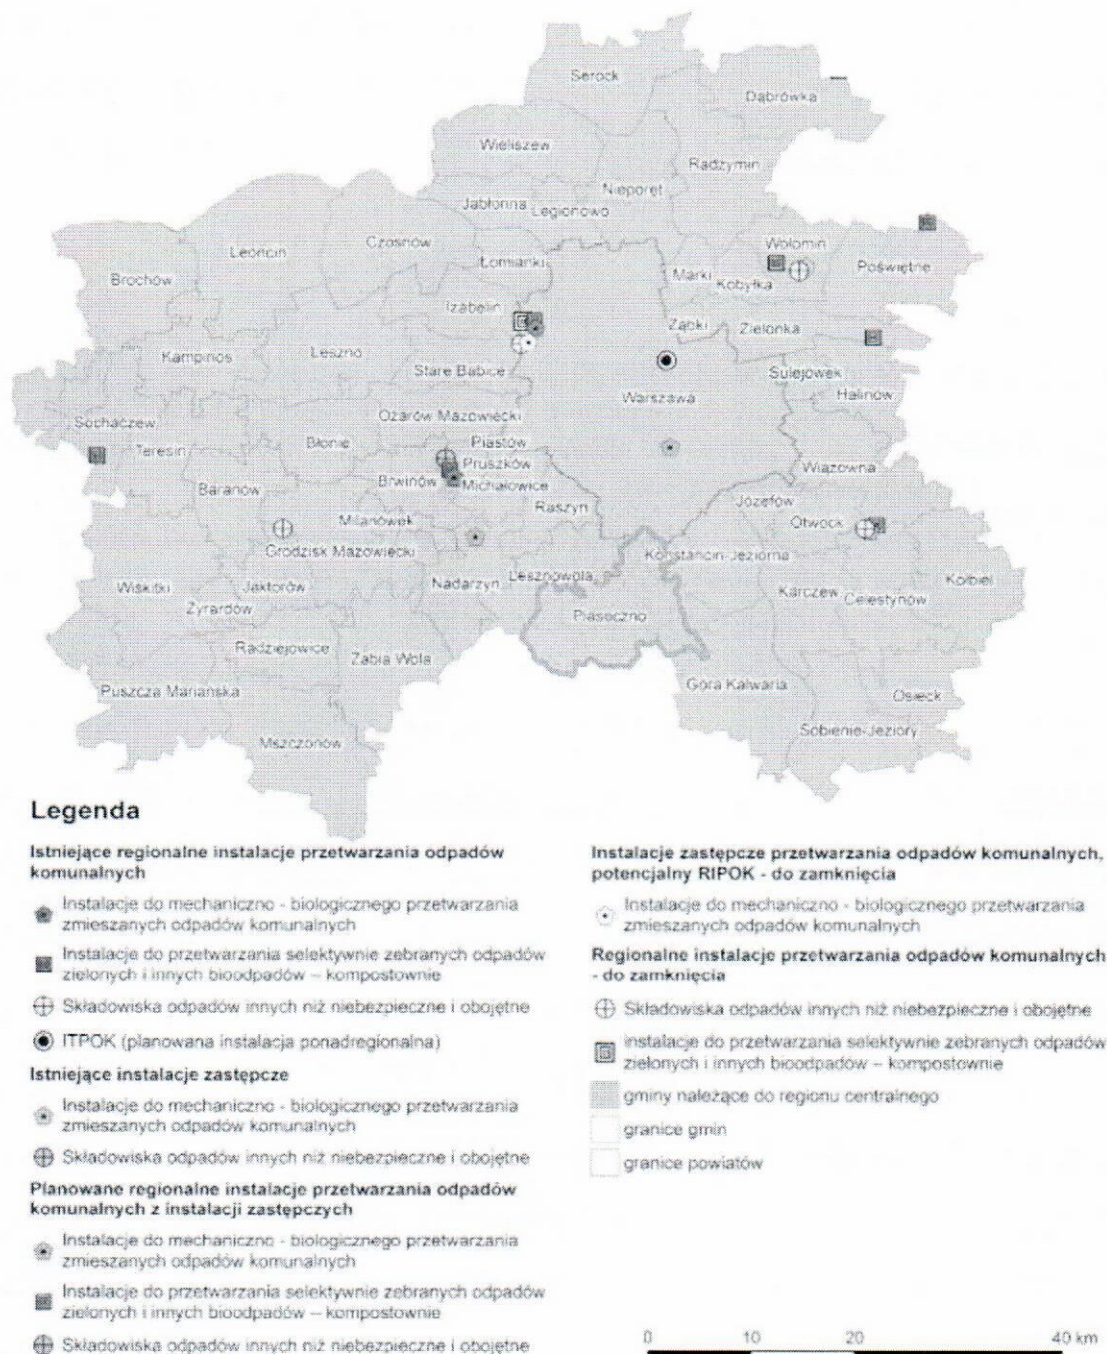 Serock
Dąbrówka
Wieliszew
Radzymin
Nieporęt
Jabłonna
Legionowo
Czosnów
Wołomin
Leoncin
Łomianki
Poświętne
Marki
Kobyłka
Brochów
Izabelin
Ząbki
Zielonka
Leszno
Kampinos
Stare Babice
Sulejówek
Warszawa
Halinów
Ożarów Mazowiecki
Sochaczew
Błonie
Piastów
Teresin
Pruszków
Wiązowna
Brwinów
Michałowice
Baranów
Józefów
Raszyn
Milanówek
Otwock
Grodzisk Mazowiecki
Konstancin-Jeziorna
Lesznowola
Kołbiel
Wiskitki
Jaktorów
Nadarzyn
Karczew
Celestynów
Żyrardów
Piaseczno
Radziejowice
Żabia Wola
Góra Kalwaria
Puszcza Mariańska
Osieck
Sobienie-Jeziory
Mszczonów
Legenda
Istniejące regionalne instalacje przetwarzania odpadów
komunalnych
Instalacje do mechaniczno - biologicznego przetwarzania
zmieszanych odpadów komunalnych
Instalacje do przetwarzania selektywnie zebranych odpadów
zielonych i innych bioodpadów – kompostownie
Składowiska odpadów innych niż niebezpieczne i obojętne
ITPOK (planowana instalacja ponadregionalna)
Istniejące instalacje zastępcze
Instalacje do mechaniczno - biologicznego przetwarzania
zmieszanych odpadów komunalnych
Składowiska odpadów innych niż niebezpieczne i obojętne
Planowane regionalne instalacje przetwarzania odpadów
komunalnych z instalacji zastępczych
Instalacje do mechaniczno - biologicznego przetwarzania
zmieszanych odpadów komunalnych
Instalacje do przetwarzania selektywnie zebranych odpadów
zielonych i innych bioodpadów – kompostownie
Składowiska odpadów innych niż niebezpieczne i obojętne
Instalacje zastępcze przetwarzania odpadów komunalnych,
potencjalny RIPOK - do zamknięcia
Instalacje do mechaniczno - biologicznego przetwarzania
zmieszanych odpadów komunalnych
Regionalne instalacje przetwarzania odpadów komunalnych
- do zamknięcia
Składowiska odpadów innych niż niebezpieczne i obojętne
instalacje do przetwarzania selektywnie zebranych odpadów
zielonych i innych bioodpadów – kompostownie
gminy należące do regionu centralnego
granice gmin
granice powiatów
0 10 20 40 km